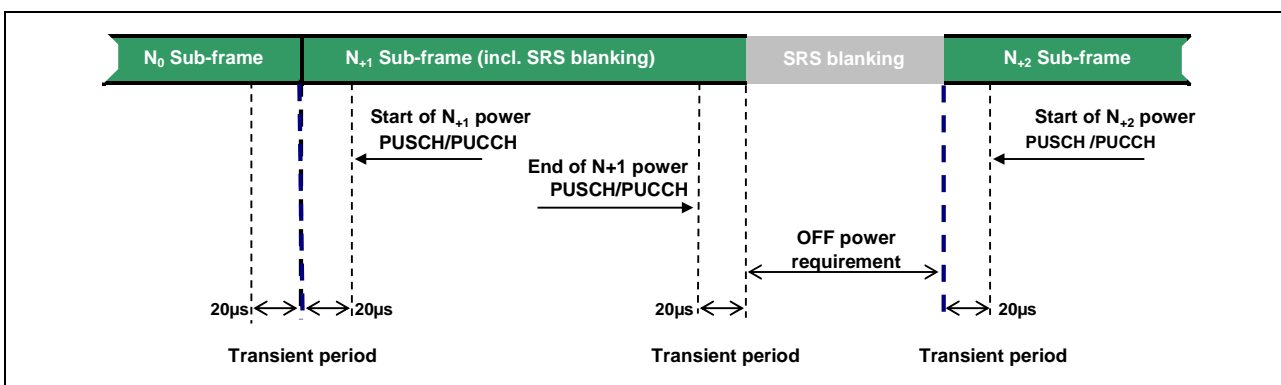 N₀ Sub-frame
N₊₁ Sub-frame (incl. SRS blanking)
SRS blanking
N₊₂ Sub-frame
Start of N₊₁ power
PUSCH/PUCCH
End of N+1 power
PUSCH/PUCCH
Start of N₊₂ power
PUSCH /PUCCH
OFF power
requirement
20µs
20µs
20µs
20µs
Transient period
Transient period
Transient period